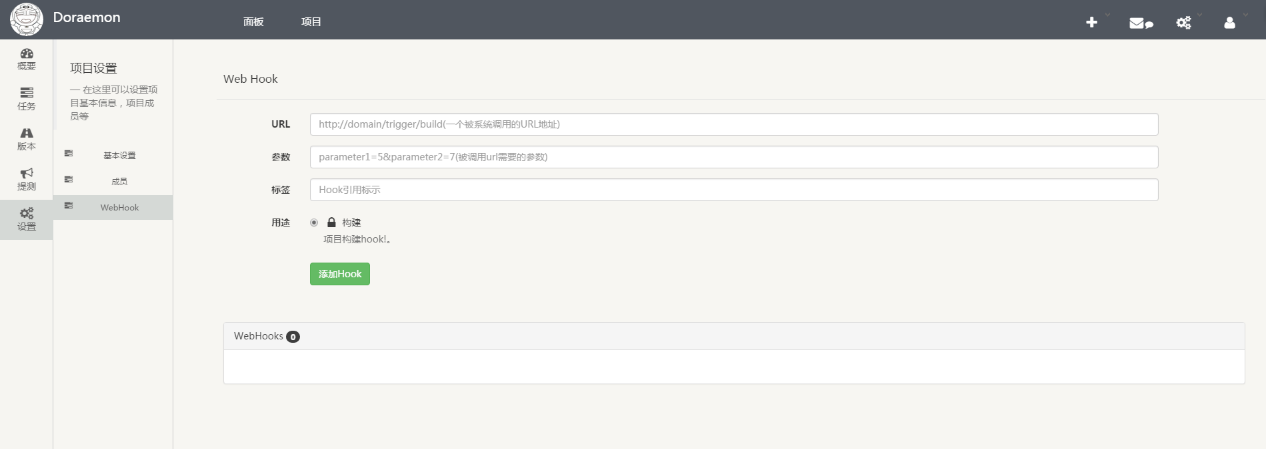 Doraemon
面板
项目
概要
任务
版本
提测
设置
项目设置
— 在这里可以设置项
目基本信息，项目成
员等
基本设置
成员
WebHook
Web Hook
URL
http://domain/trigger/build(一个被系统调用的URL地址)
参数
parameter1=5&parameter2=7(被调用url需要的参数)
标签
Hook引用标示
用途
构建
项目构建hook!。
添加Hook
WebHooks 0